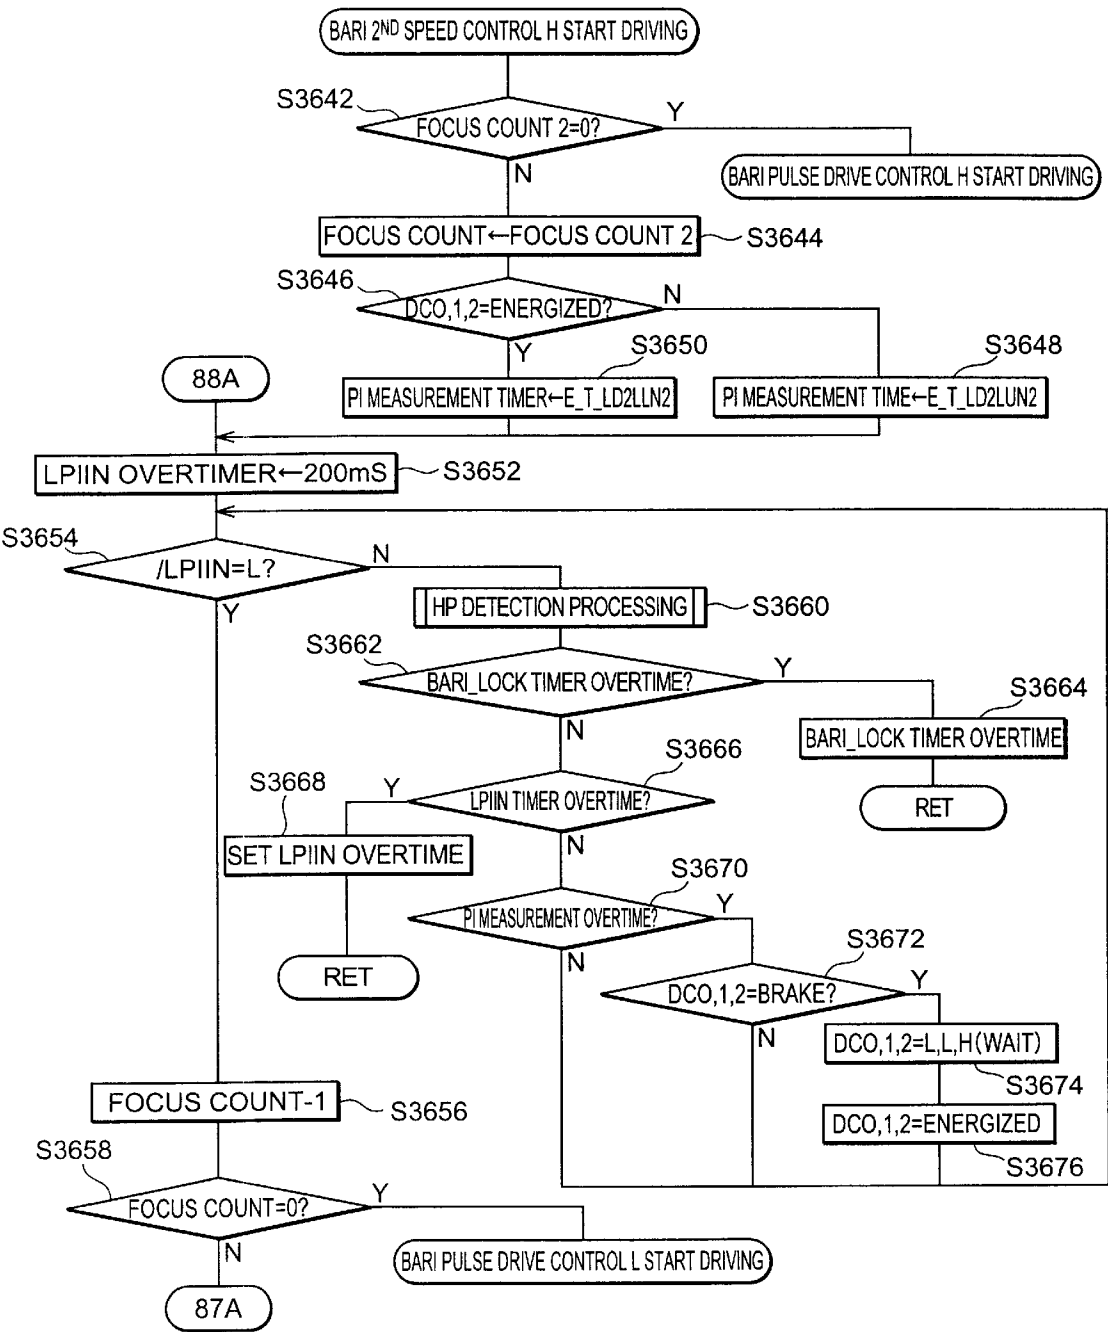 BARI 2ND SPEED CONTROL H START DRIVING
S3642
FOCUS COUNT 2=0?
Y
N
BARI PULSE DRIVE CONTROL H START DRIVING
FOCUS COUNT←FOCUS COUNT 2
S3644
S3646
DCO,1,2=ENERGIZED?
N
Y
S3650
S3648
88A
PI MEASUREMENT TIMER←E_T_LD2LLN2
PI MEASUREMENT TIME←E_T_LD2LUN2
LPIIN OVERTIMER←200mS
S3652
S3654
/LPIIN=L?
N
Y
HP DETECTION PROCESSING
S3660
S3662
BARI_LOCK TIMER OVERTIME?
Y
N
S3664
BARI_LOCK TIMER OVERTIME
RET
S3666
LPIIN TIMER OVERTIME?
Y
N
S3668
SET LPIIN OVERTIME
RET
S3670
PI MEASUREMENT OVERTIME?
Y
N
S3672
DCO,1,2=BRAKE?
Y
N
DCO,1,2=L,L,H(WAIT)
S3674
DCO,1,2=ENERGIZED
S3676
FOCUS COUNT-1
S3656
S3658
FOCUS COUNT=0?
Y
N
BARI PULSE DRIVE CONTROL L START DRIVING
87A